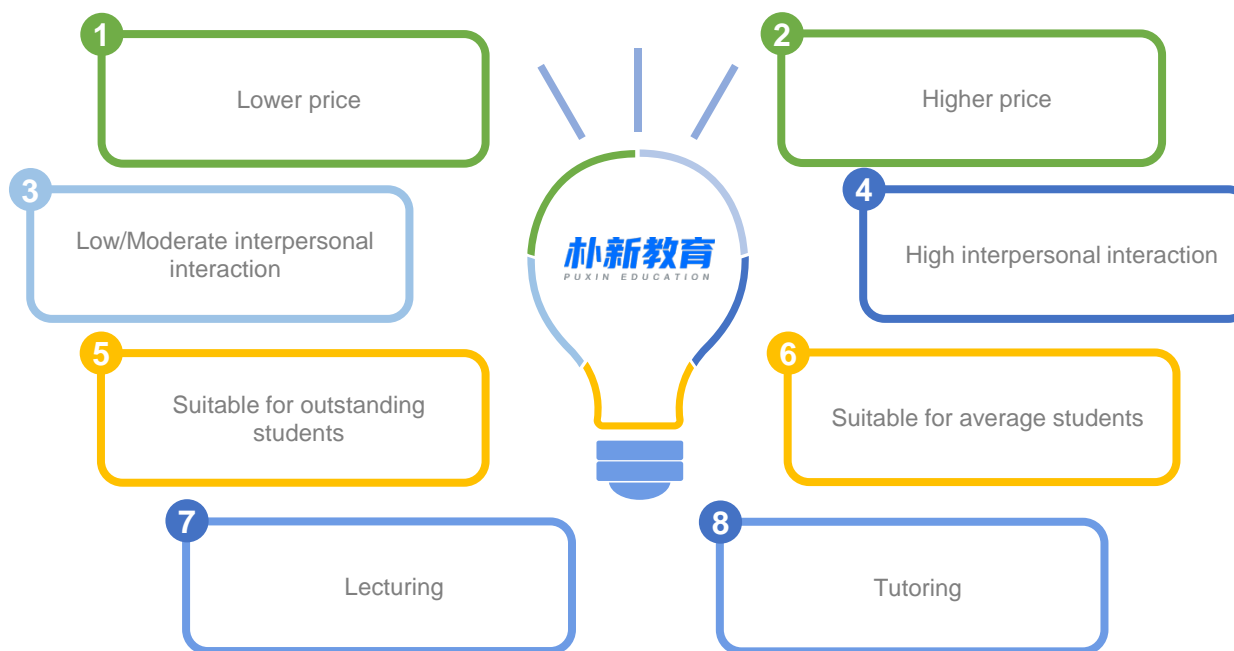 1
Lower price
2
Higher price
3
Low/Moderate interpersonal
interaction
4
High interpersonal interaction
朴新教育
PUXIN EDUCATION
5
Suitable for outstanding
students
6
Suitable for average students
7
Lecturing
8
Tutoring